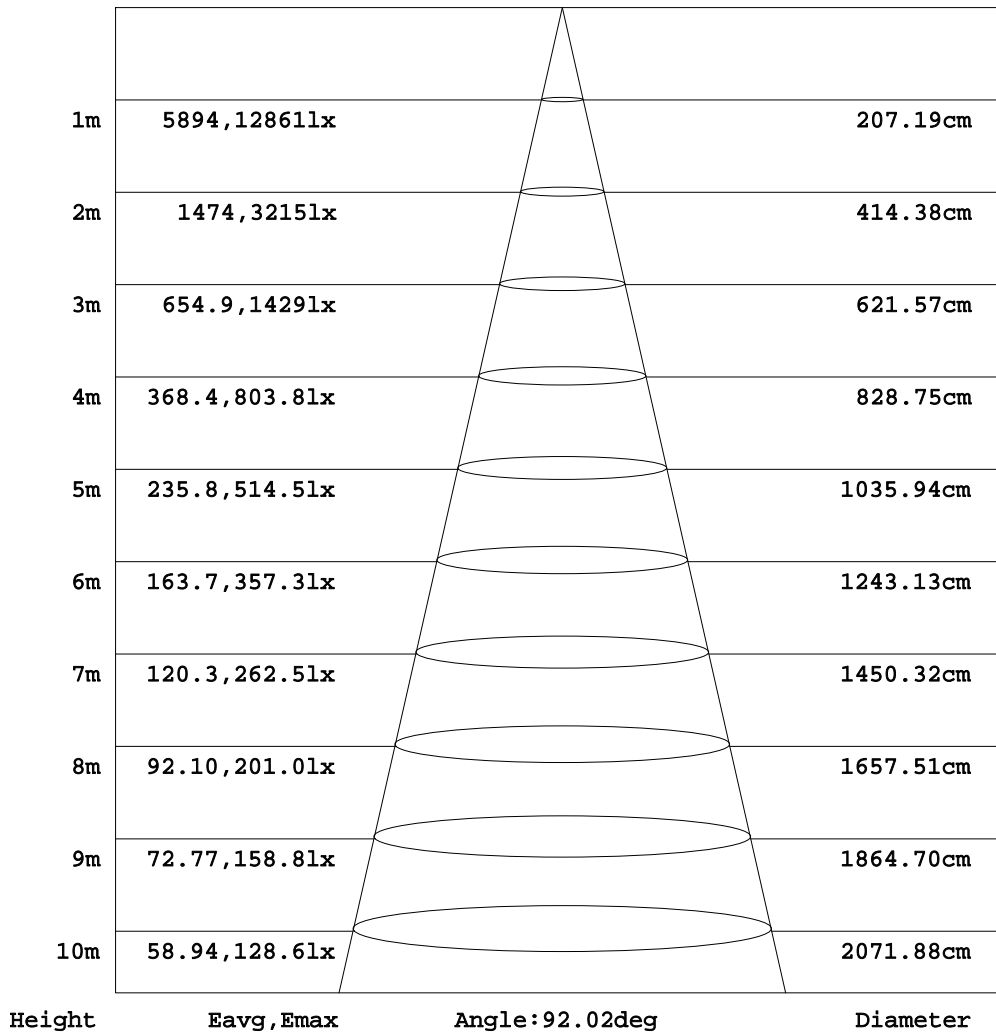 1m 5894,12861lx 207.19cm
2m 1474,3215lx 414.38cm
3m 654.9,1429lx 621.57cm
4m 368.4,803.8lx 828.75cm
5m 235.8,514.5lx 1035.94cm
6m 163.7,357.3lx 1243.13cm
7m 120.3,262.5lx 1450.32cm
8m 92.10,201.0lx 1657.51cm
9m 72.77,158.8lx 1864.70cm
10m 58.94,128.6lx 2071.88cm
Height Eavg,Emax Angle:92.02deg Diameter